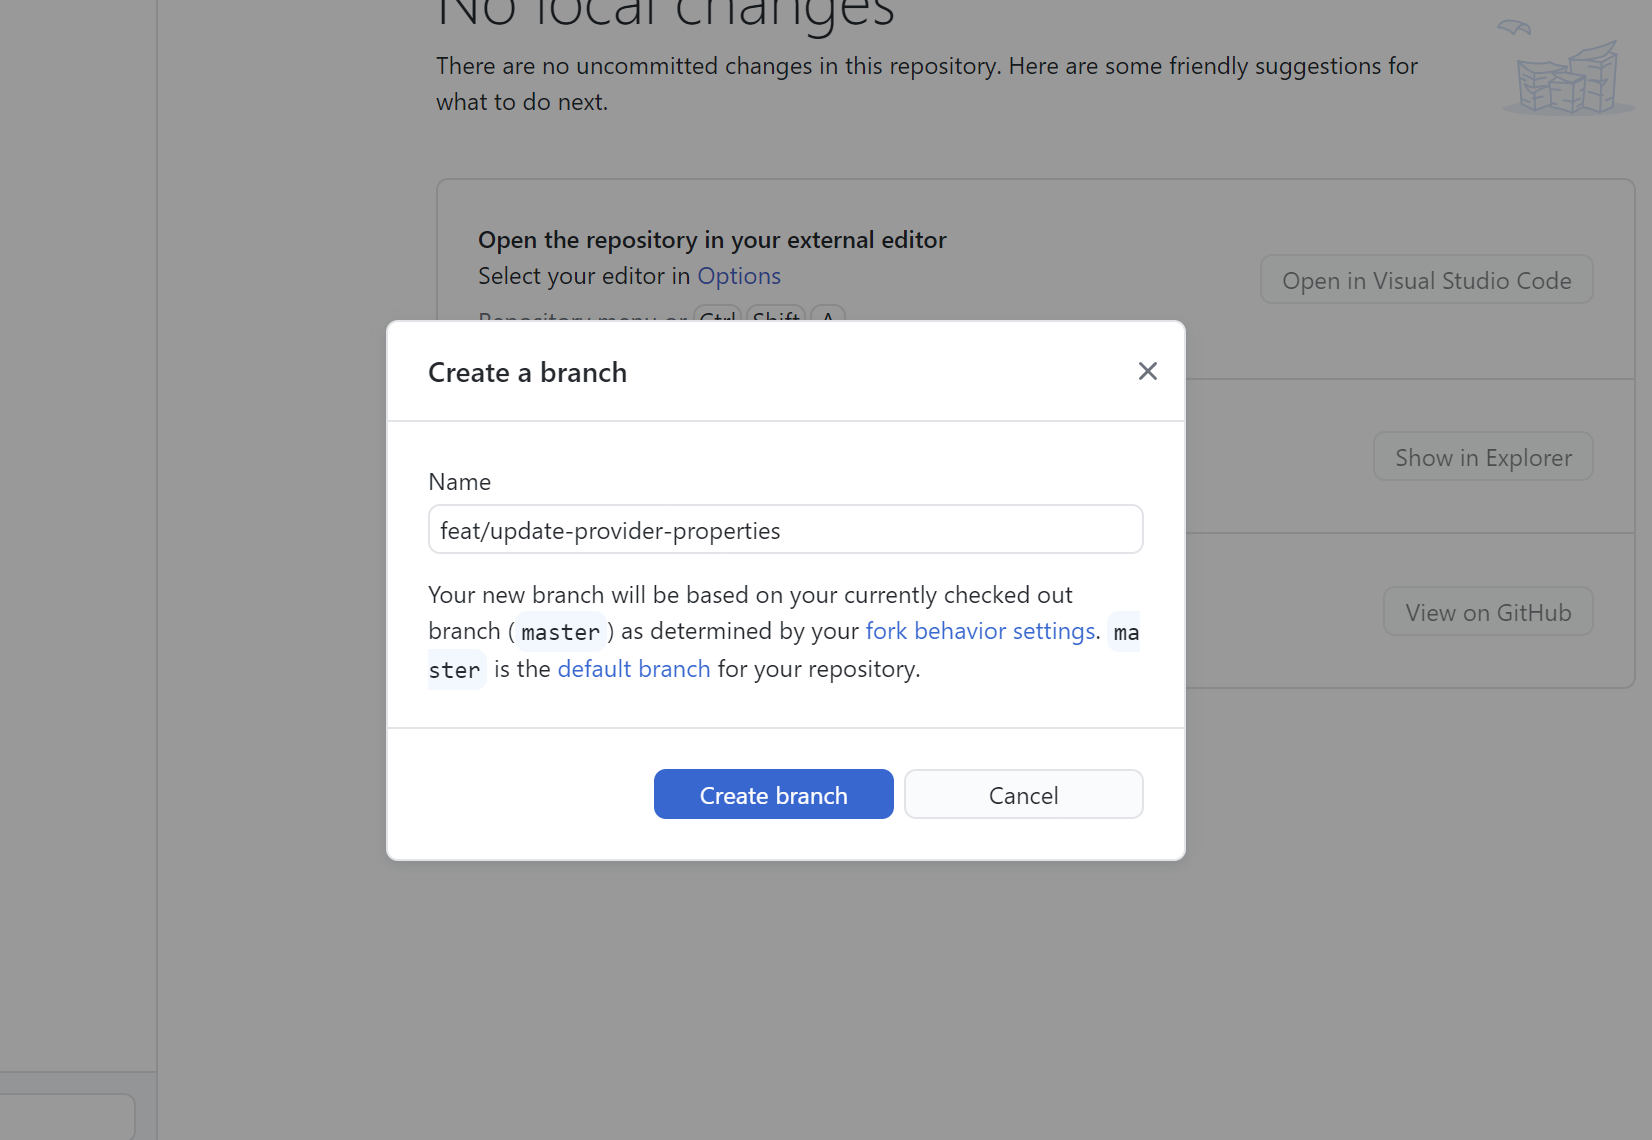 No local changes
There are no uncommitted changes in this repository. Here are some friendly suggestions for
what to do next.
Open the repository in your external editor
Select your editor in Options
Repository menu or Ctrl Shift A
Open in Visual Studio Code
Create a branch
Show in Explorer
Name
feat/update-provider-properties
Your new branch will be based on your currently checked out
branch (master) as determined by your fork behavior settings. ma
ster is the default branch for your repository.
View on GitHub
Create branch
Cancel